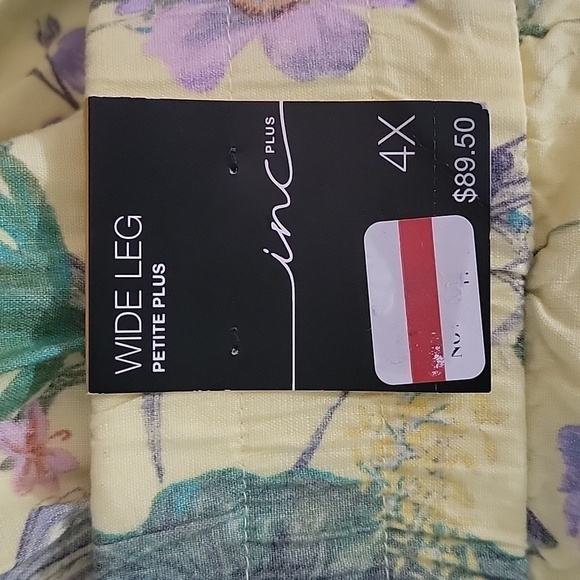 WIDE LEG
PETITE PLUS
inc PLUS
4X
$89.50